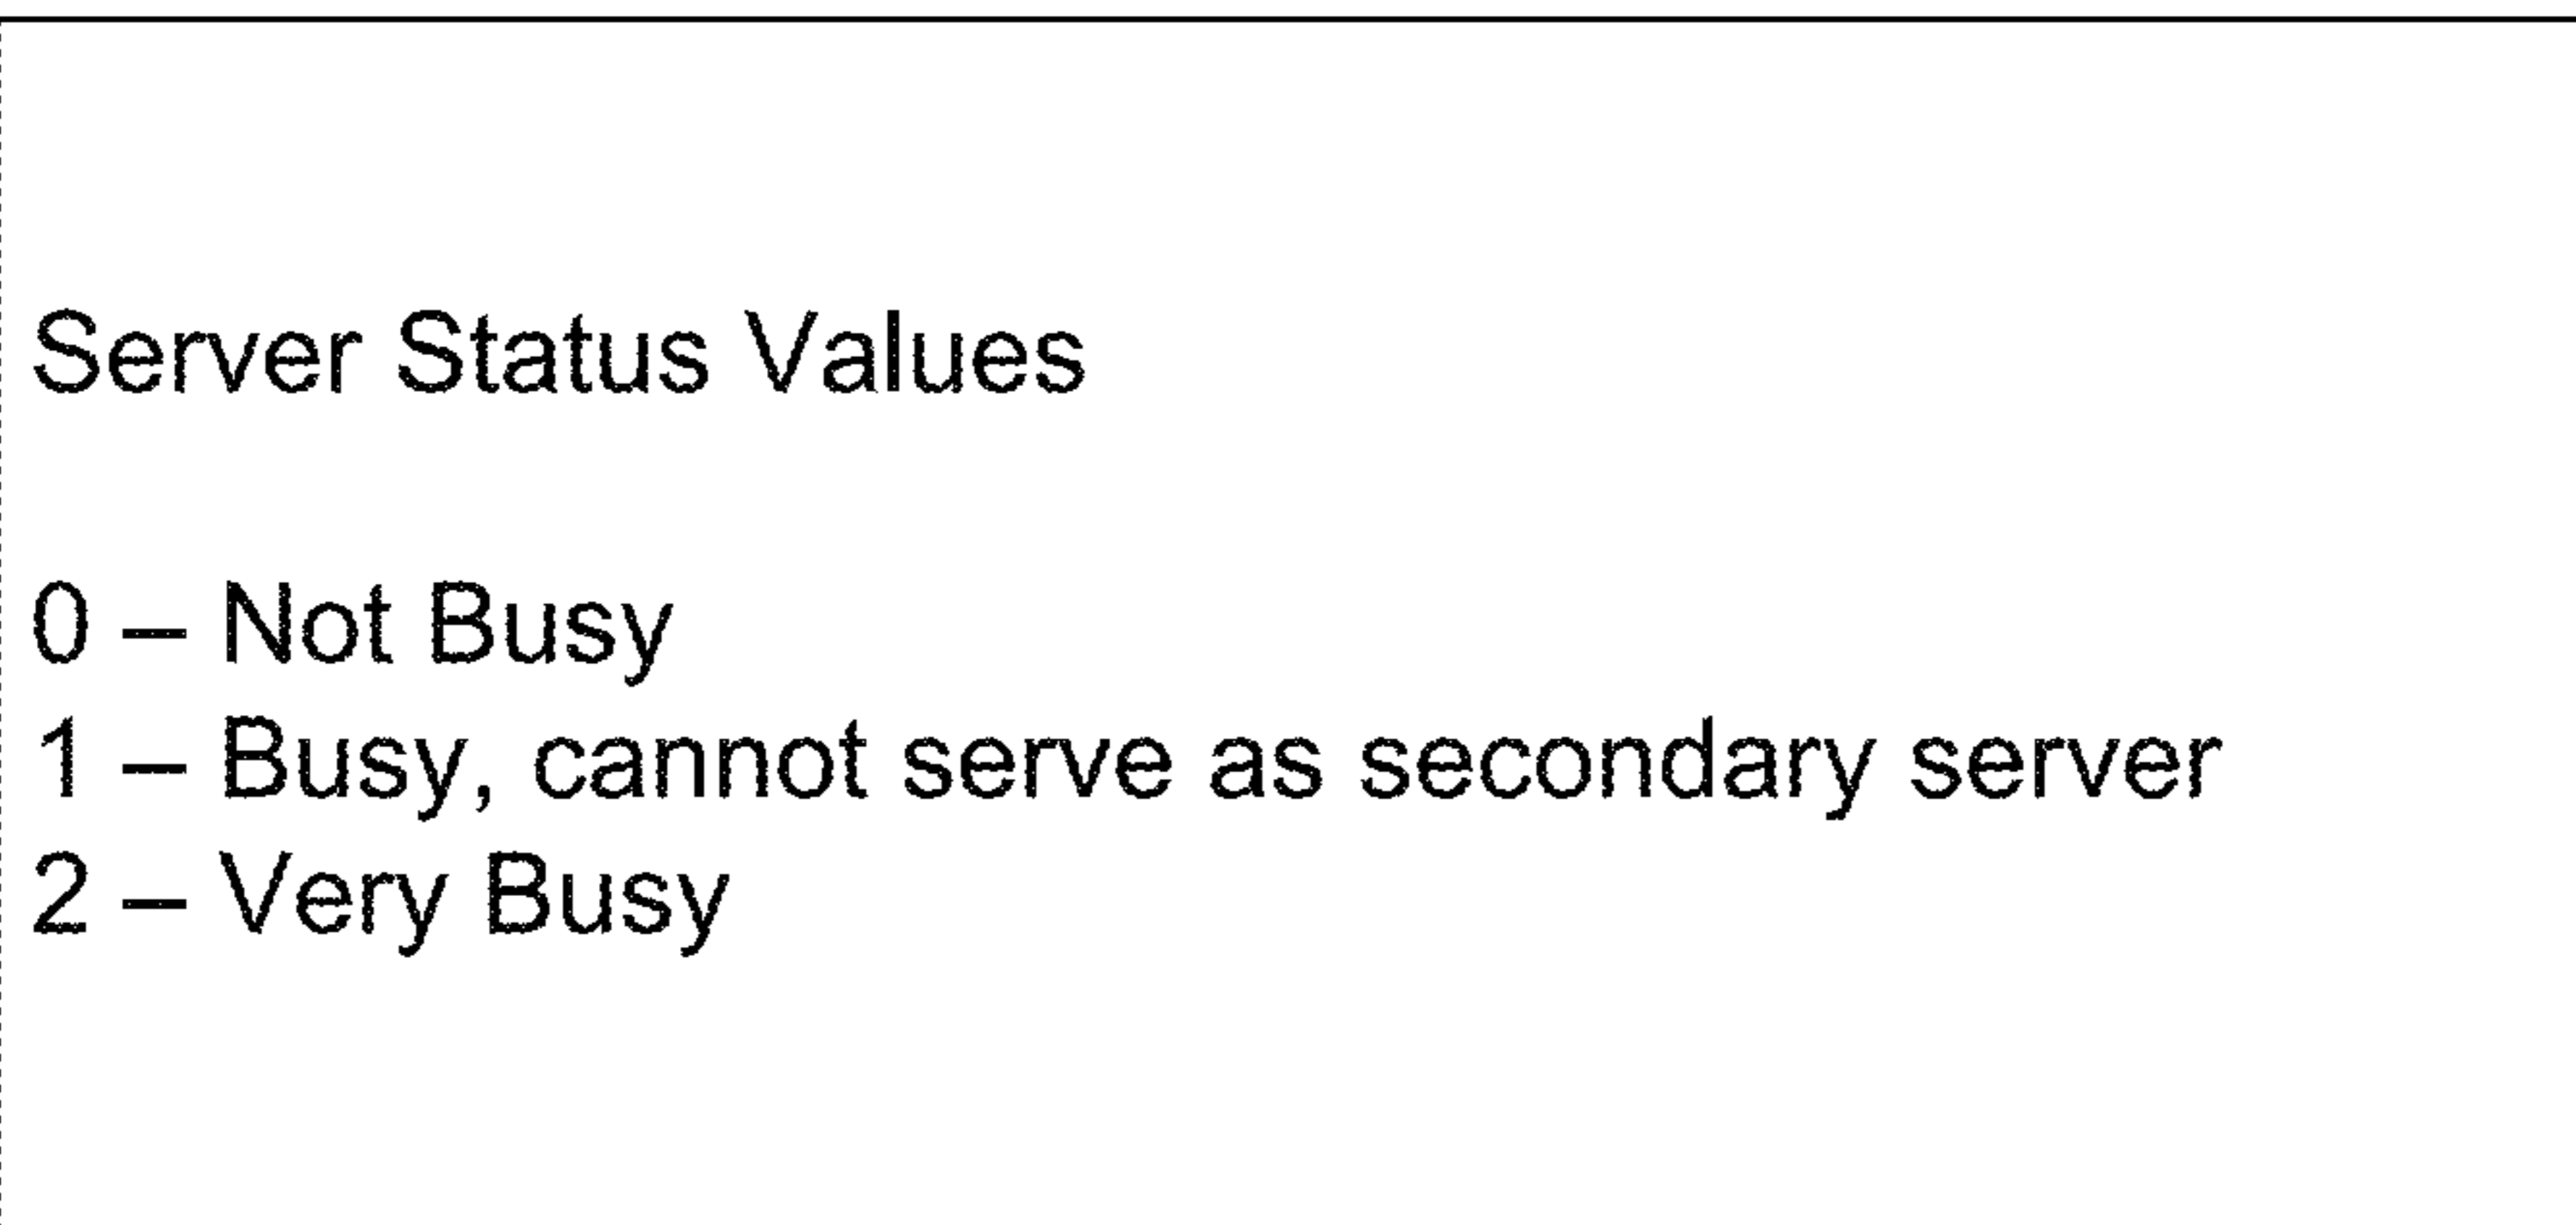 Server Status Values
0 – Not Busy
1 – Busy, cannot serve as secondary server
2 – Very Busy